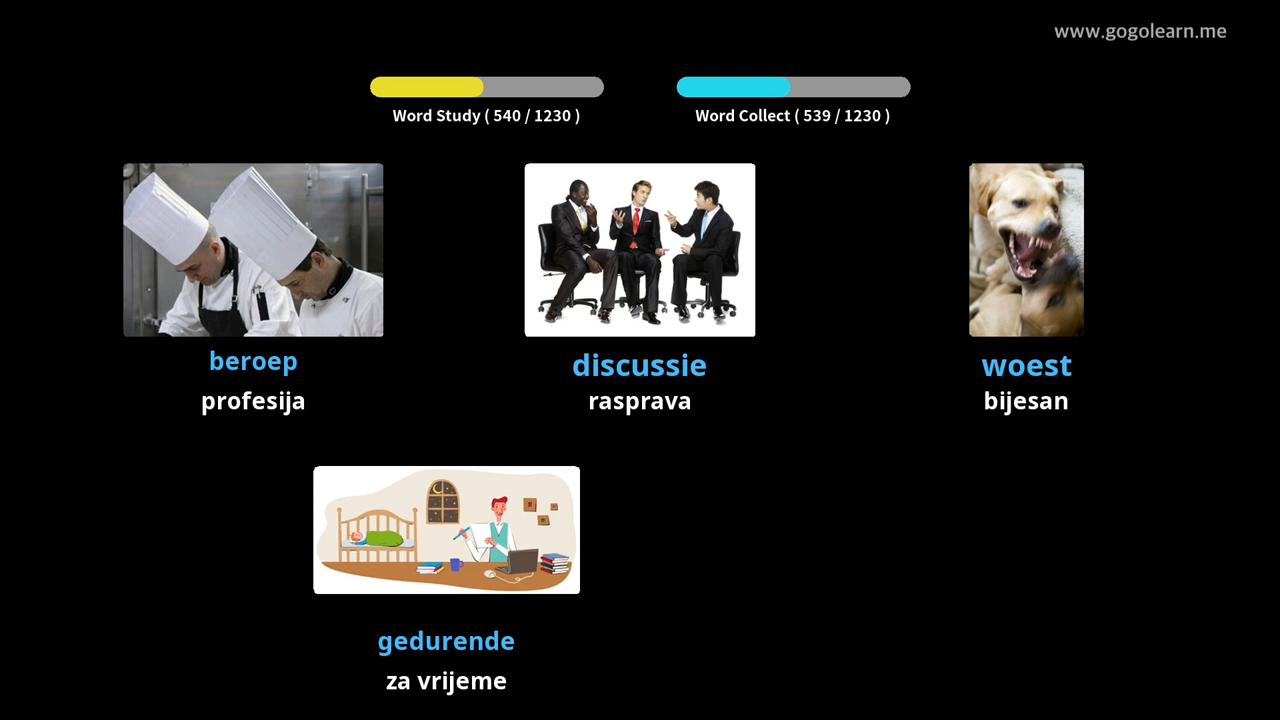 www.gogolearn.me
Word Study ( 540 / 1230 )
Word Collect ( 539 / 1230 )
beroep
profesija
discussie
rasprava
woest
bijesan
gedurende
za vrijeme